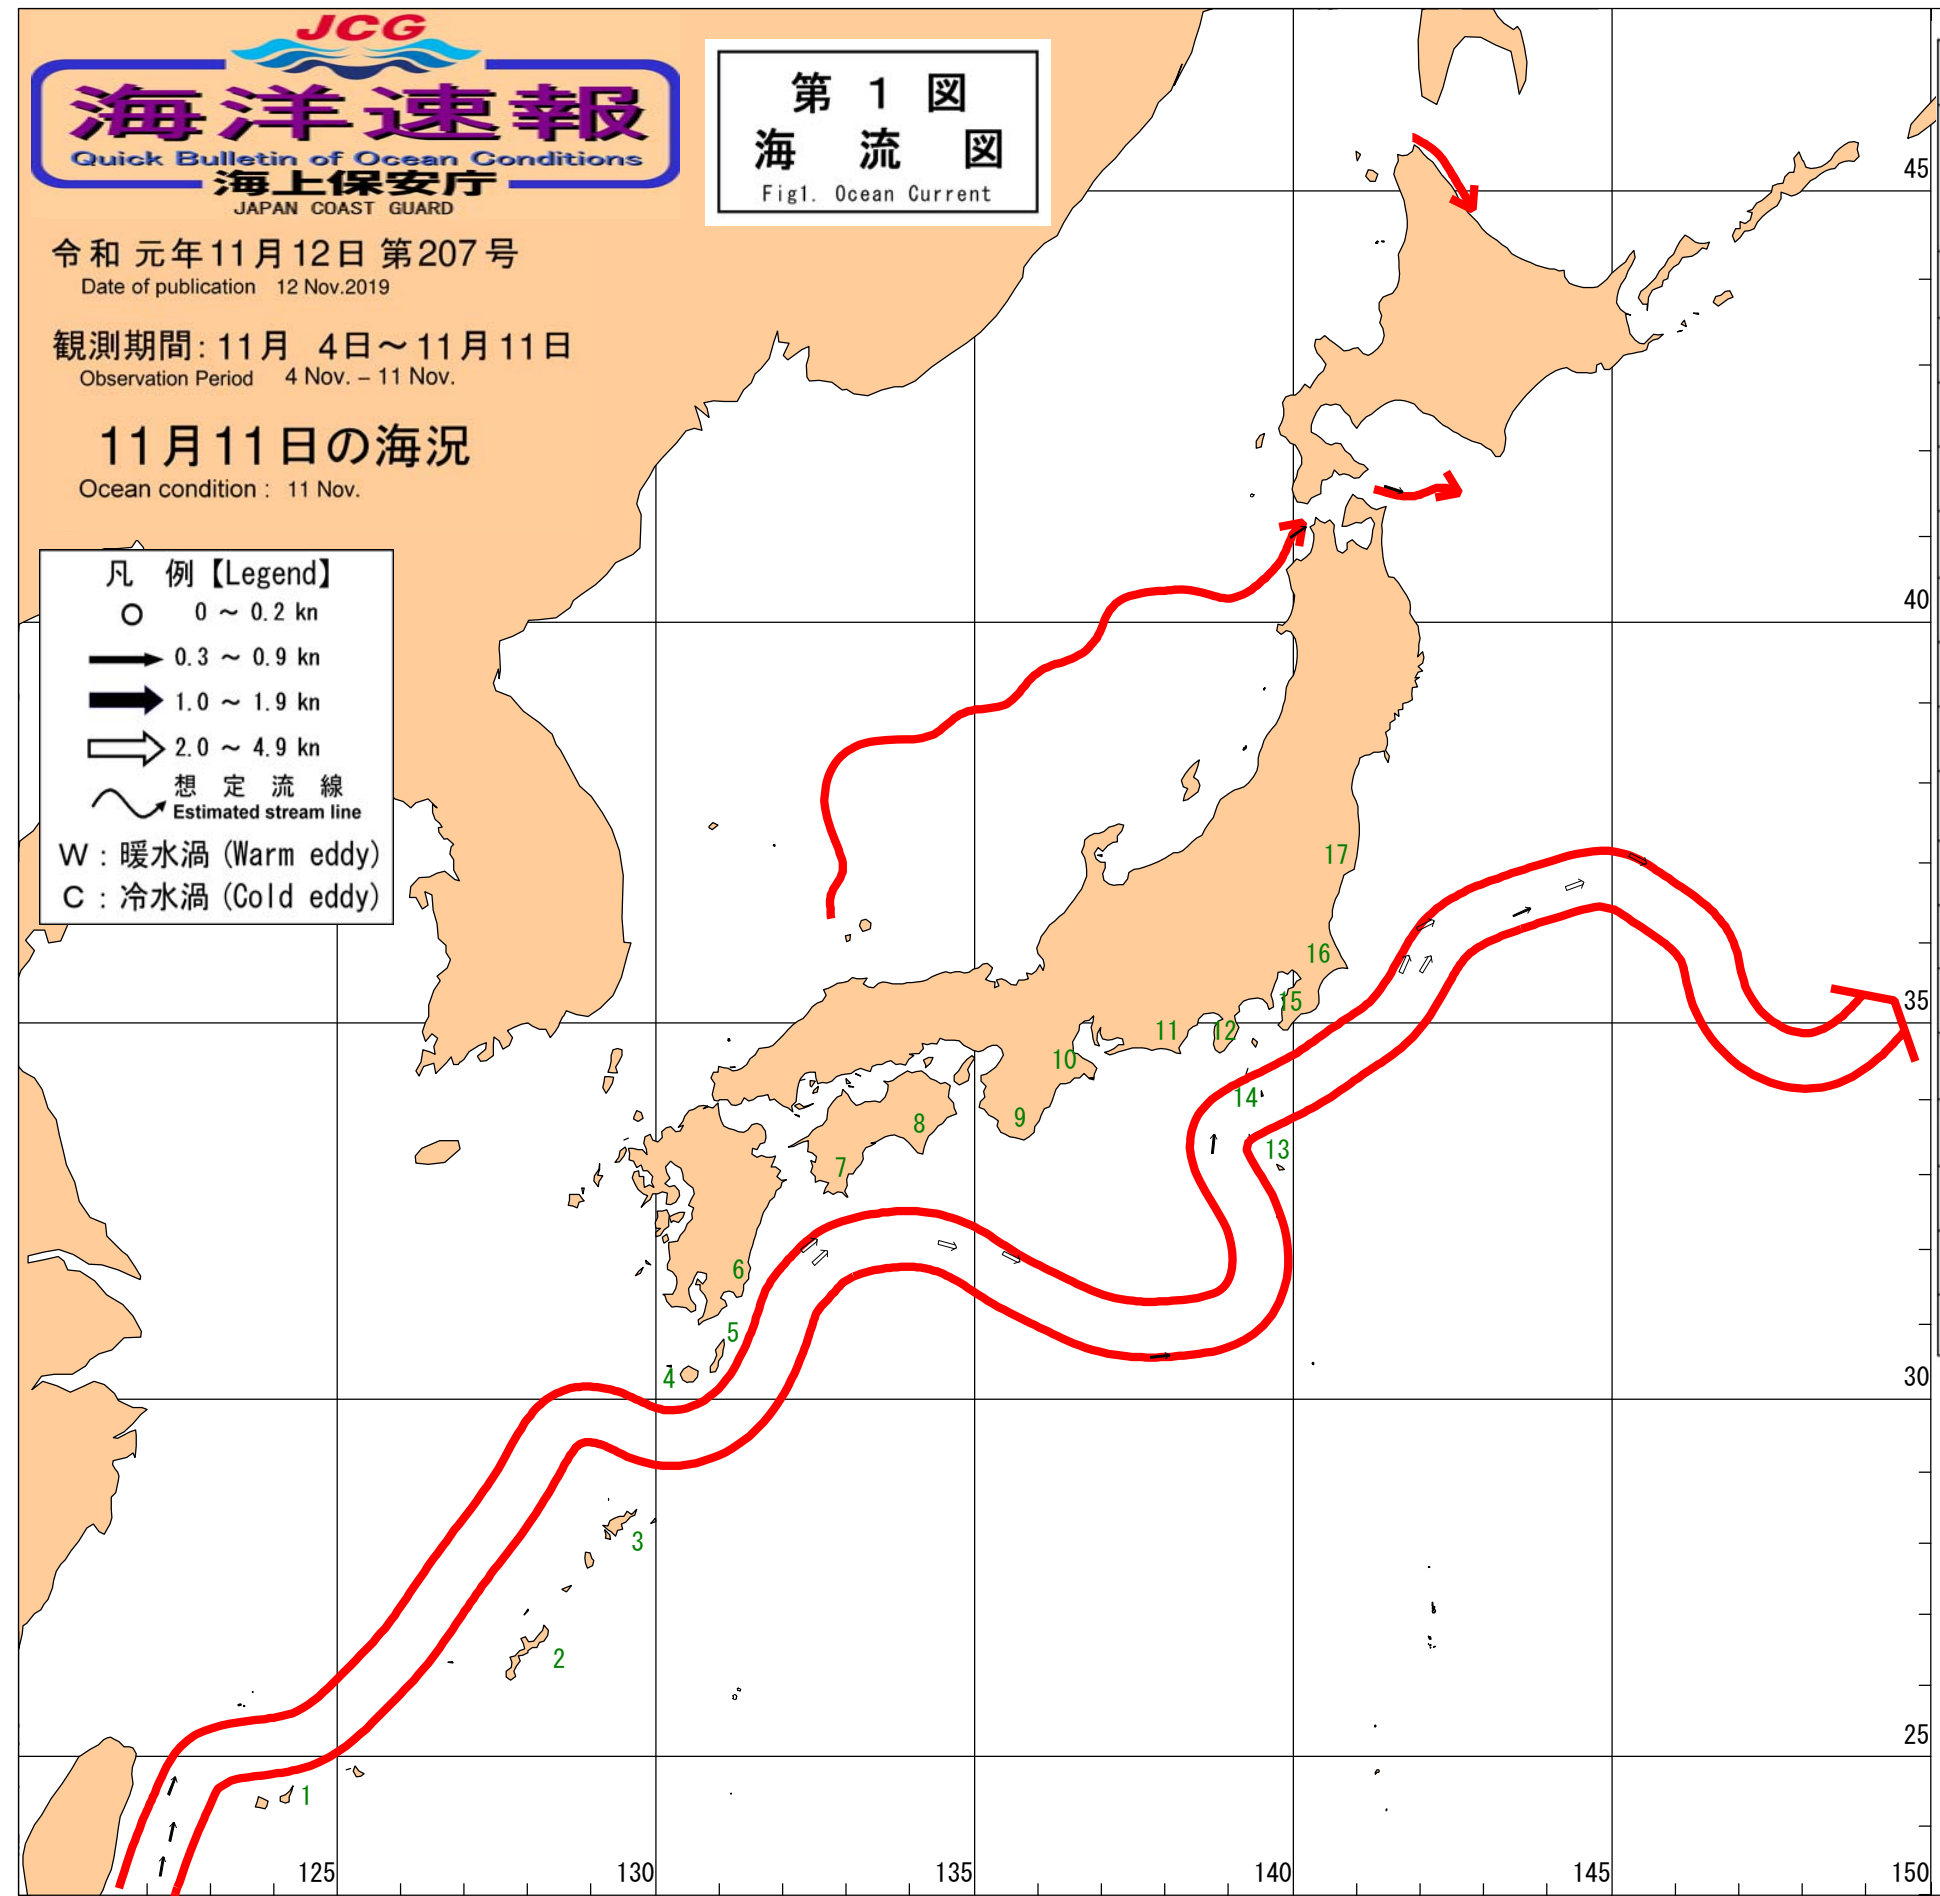 JCG
海洋速報
Quick Bulletin of Ocean Conditions
海上保安庁
JAPAN COAST GUARD
第 1 図
海 流 図
Fig1. Ocean Current
令和 元年11月12日 第207号
Date of publication 12 Nov.2019
観測期間: 11月 4日～11月11日
Observation Period 4 Nov. – 11 Nov.
11月11日の海況
Ocean condition : 11 Nov.
凡 例【Legend】
0 ～ 0.2 kn
0.3 ～ 0.9 kn
1.0 ～ 1.9 kn
2.0 ～ 4.9 kn
想 定 流 線
Estimated stream line
W : 暖水渦 (Warm eddy)
C : 冷水渦 (Cold eddy)
45
40
17
16
35
15
12
11
10
14
9
8
13
7
6
5
4
30
3
2
25
1
125
130
135
140
145
150